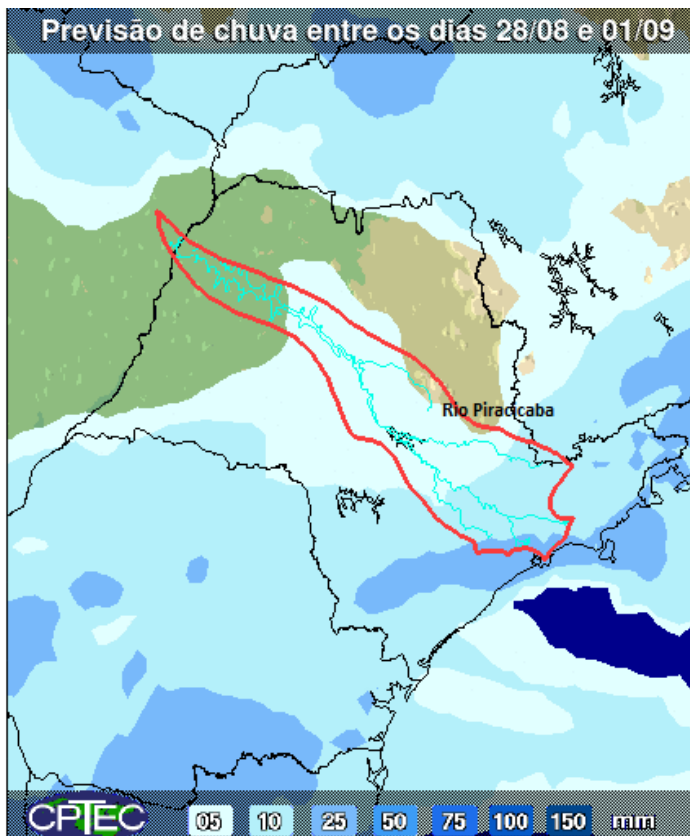 Previsão de chuva entre os dias 28/08 e 01/09
Rio Piracicaba
CPTEC 05 10 25 50 75 100 150 mm